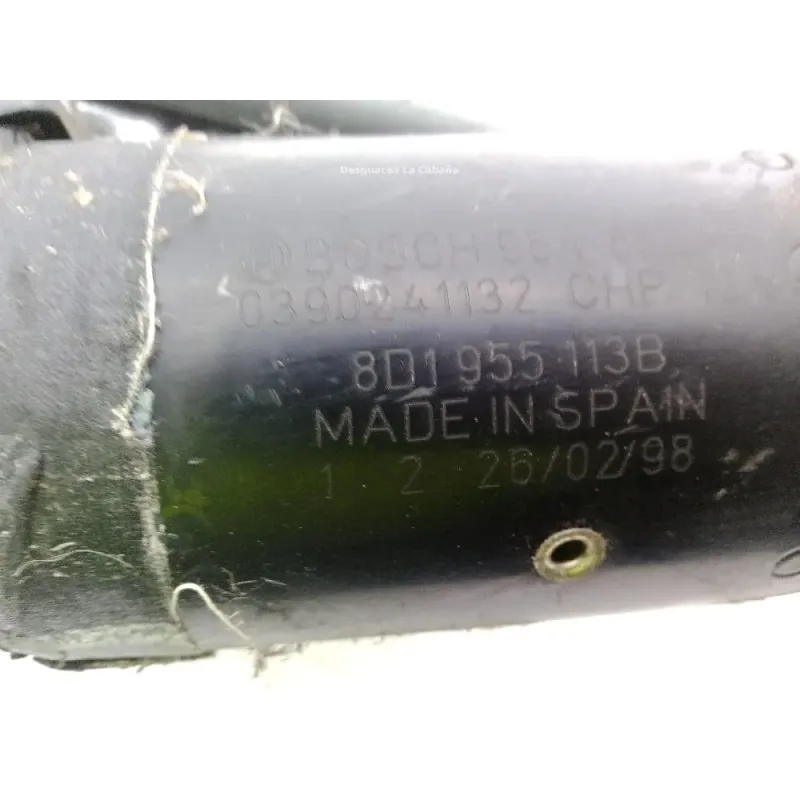 Desguaces La Cabaña
BOSCH
0390241132 CHP
8D1 955 113B
MADE IN SPAIN
1 2 26/02/98